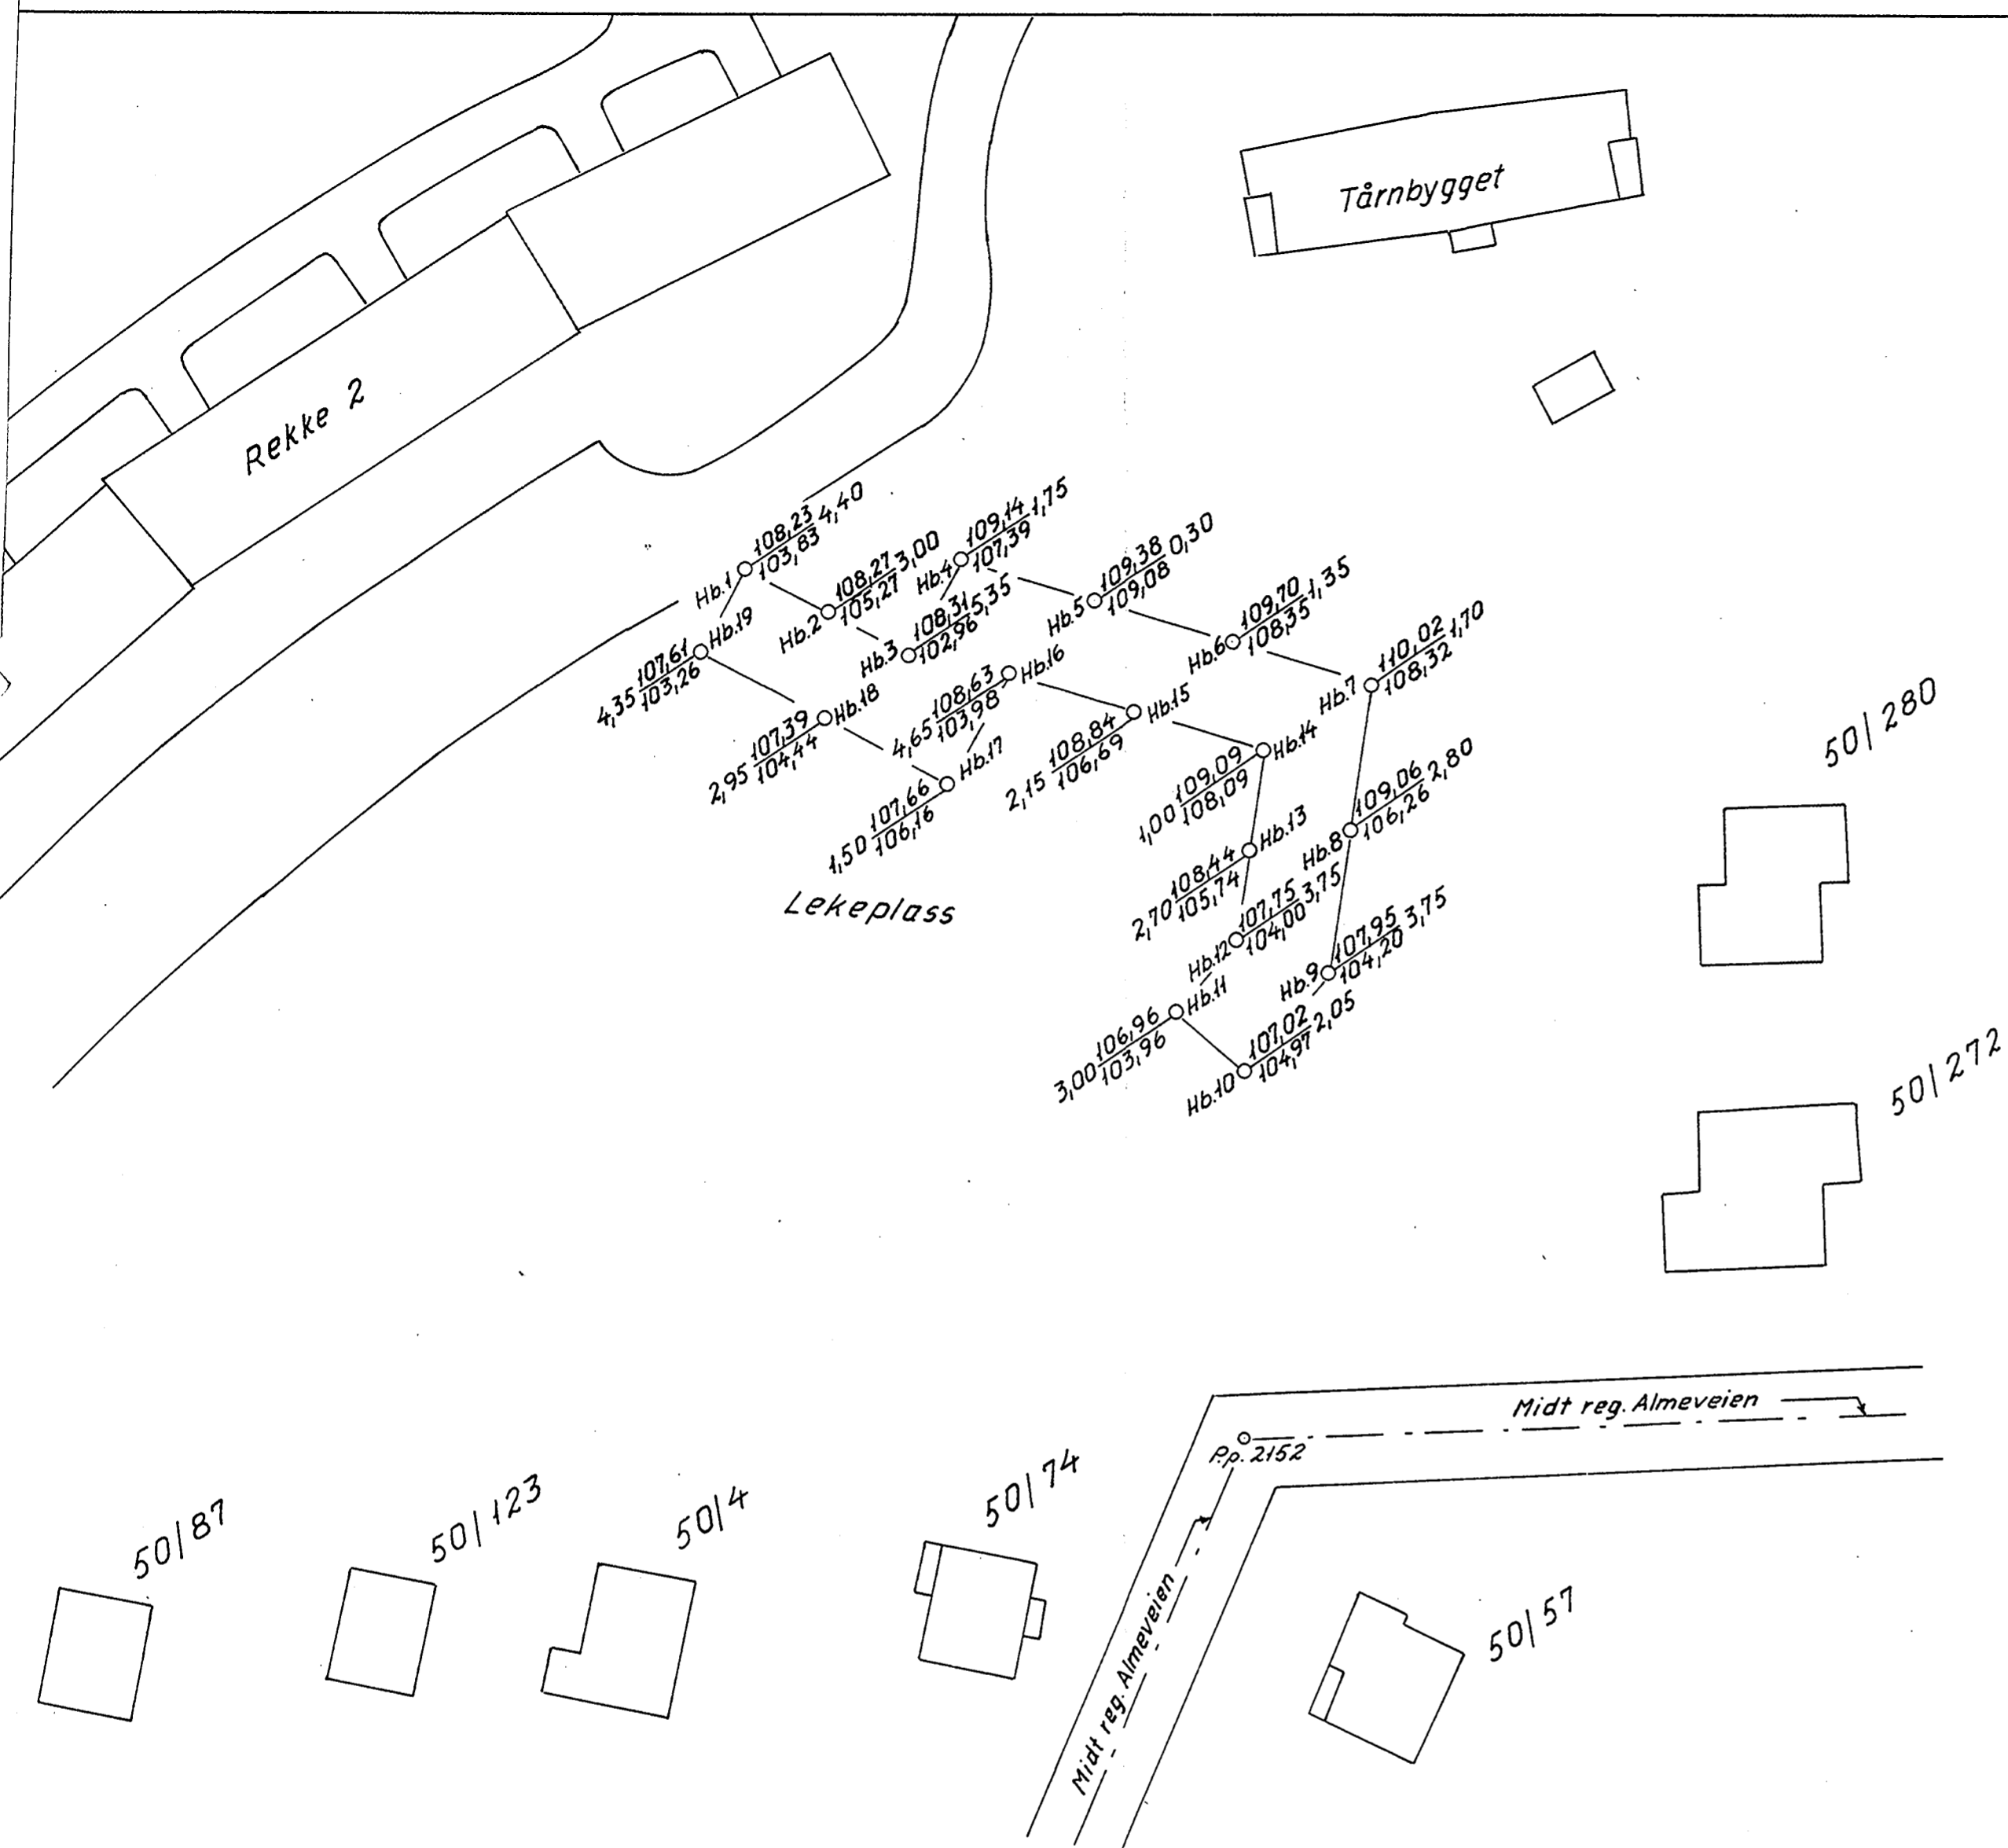 Tårnbygget
Rekke 2
Hb.1 108,23 4,40
103,83
Hb.2 108,27 3,00
105,27
Hb.3 108,31 5,35
102,96
Hb.4 109,14 1,75
107,39
Hb.5 109,38 0,30
109,08
Hb.6 109,70 1,35
108,35
Hb.7 110,02 1,70
108,32
4,35 107,61 Hb.19
103,26
2,95 107,39 Hb.18
104,44
4,65 108,63 Hb.16
103,98
1,50 107,66 Hb.17
106,16
2,15 108,84 Hb.15
106,69
1,00 109,09 Hb.14
108,09
Hb.8 109,06 2,80
106,26
2,70 108,44 Hb.13
105,74
Hb.12 107,75 3,75
104,00
Hb.9 107,95 3,75
104,20
3,00 106,96 Hb.11
103,96
Hb.10 107,02 2,05
104,97
Lekeplass
50/280
50/272
Midt reg. Almeveien
P.p. 2152
Midt reg. Almeveien
50/87
50/123
50/4
50/74
50/57